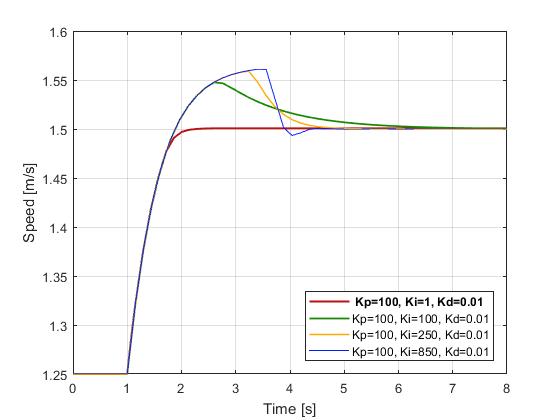 1.6
1.55
1.5
1.45
1.4
1.35
1.3
1.25
Speed [m/s]
0 1 2 3 4 5 6 7 8
Time [s]
Kp=100, Ki=1, Kd=0.01
Kp=100, Ki=100, Kd=0.01
Kp=100, Ki=250, Kd=0.01
Kp=100, Ki=850, Kd=0.01